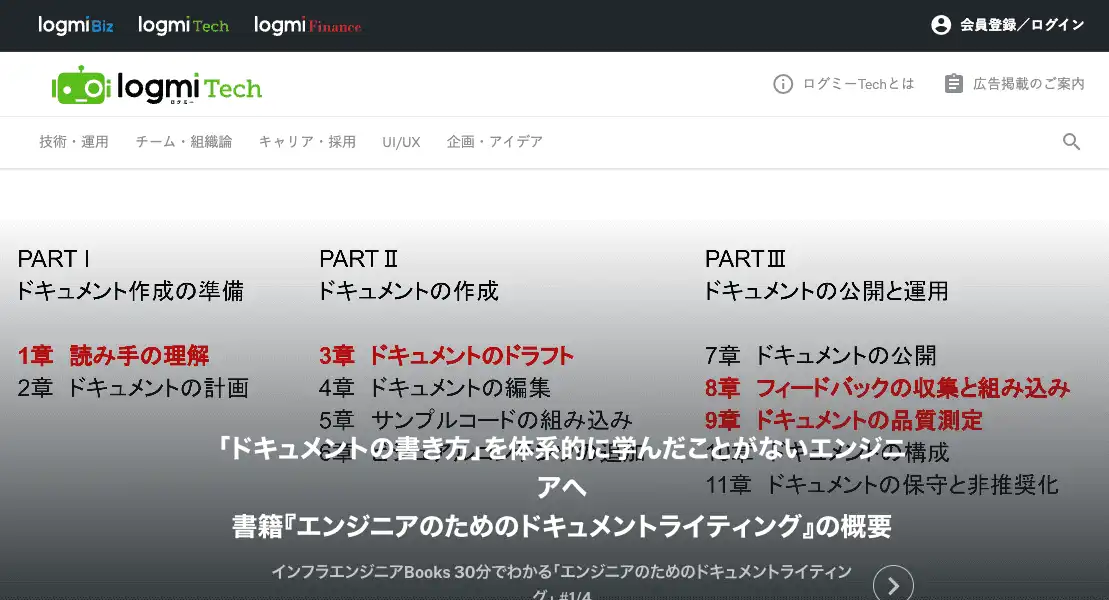 logmi Biz logmi Tech logmi Finance 会員登録／ログイン
logmi Tech ログミーTechとは 広告掲載のご案内
ログミー
技術・運用 チーム・組織論 キャリア・採用 UI/UX 企画・アイデア
PART I
ドキュメント作成の準備
1章 読み手の理解
2章 ドキュメントの計画
PART II
ドキュメントの作成
3章 ドキュメントのドラフト
4章 ドキュメントの編集
5章 サンプルコードの組み込み
PARTⅢ
ドキュメントの公開と運用
7章 ドキュメントの公開
8章 フィードバックの収集と組み込み
9章 ドキュメントの品質測定
10章 ドキュメントの構成
11章 ドキュメントの保守と非推奨化
「ドキュメントの書き方」を体系的に学んだことがないエンジニ
アへ
書籍『エンジニアのためのドキュメントライティング』の概要
インフラエンジニアBooks 30分でわかる「エンジニアのためのドキュメントライティン
グ」 #1/4